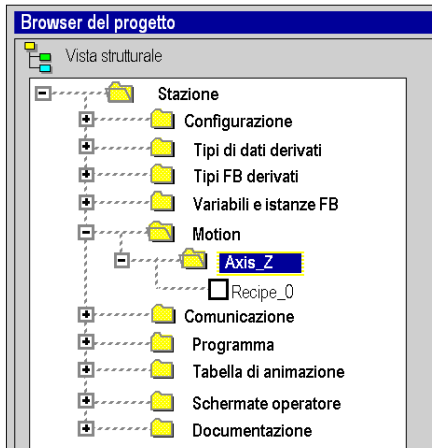 Browser del progetto
Vista strutturale
Stazione
Configurazione
Tipi di dati derivati
Tipi FB derivati
Variabili e istanze FB
Motion
Axis_Z
Recipe_0
Comunicazione
Programma
Tabella di animazione
Schermate operatore
Documentazione